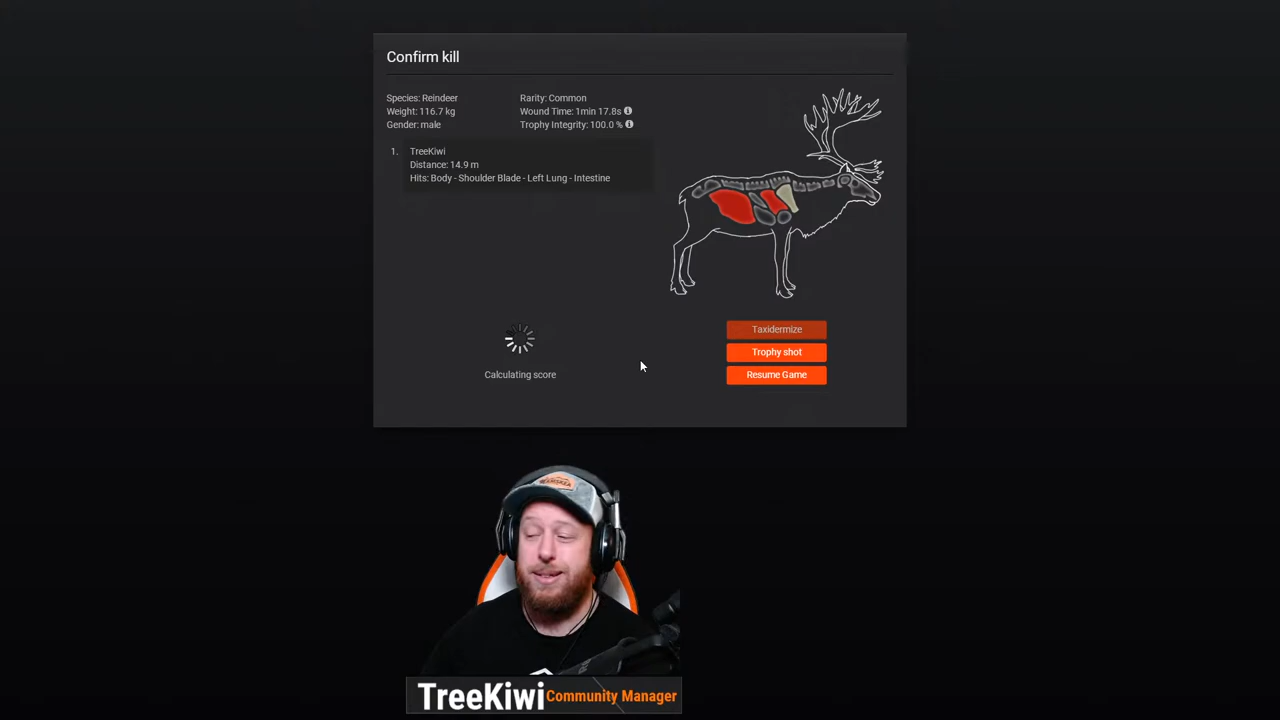 Confirm kill
Species: Reindeer
Weight: 116.7 kg
Gender: male
Rarity: Common
Wound Time: 1min 17.8s
Trophy Integrity: 100.0 %
1. TreeKiwi
Distance: 14.9 m
Hits: Body - Shoulder Blade - Left Lung - Intestine
Calculating score
Taxidermize
Trophy shot
Resume Game
TreeKiwi Community Manager